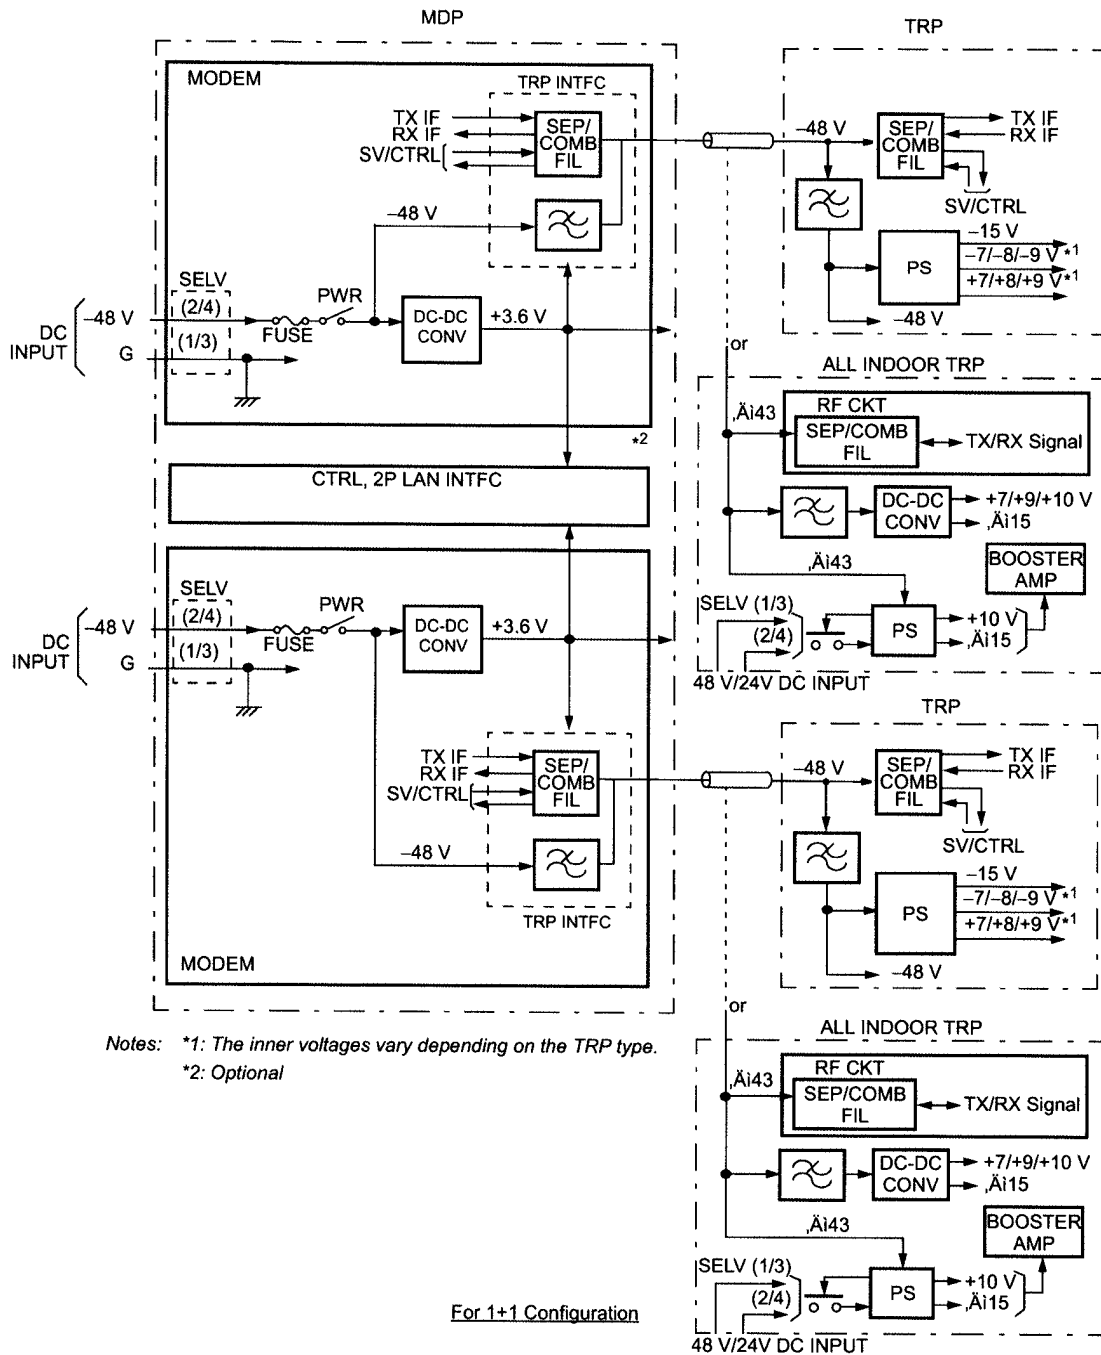 MDP
MODEM
TRP INTFC
TX IF
RX IF
SV/CTRL
SEP/
COMB
FIL
–48 V
SELV
(2/4)
(1/3)
DC
INPUT
–48 V
G
FUSE
PWR
DC-DC
CONV
+3.6 V
*2
CTRL, 2P LAN INTFC
SELV
(2/4)
(1/3)
DC
INPUT
–48 V
G
FUSE
PWR
DC-DC
CONV
+3.6 V
TX IF
RX IF
SV/CTRL
SEP/
COMB
FIL
–48 V
TRP INTFC
MODEM
TRP
–48 V
SEP/
COMB
FIL
TX IF
RX IF
SV/CTRL
PS
–15 V
–7/–8/–9 V*1
+7/+8/+9 V*1
–48 V
or
ALL INDOOR TRP
‚Äì43
RF CKT
SEP/COMB
FIL
TX/RX Signal
DC-DC
CONV
+7/+9/+10 V
‚Äì15
‚Äì43
BOOSTER
AMP
SELV (1/3)
(2/4)
PS
+10 V
‚Äì15
48 V/24V DC INPUT
TRP
–48 V
SEP/
COMB
FIL
TX IF
RX IF
SV/CTRL
PS
–15 V
–7/–8/–9 V*1
+7/+8/+9 V*1
–48 V
or
ALL INDOOR TRP
‚Äì43
RF CKT
SEP/COMB
FIL
TX/RX Signal
DC-DC
CONV
+7/+9/+10 V
‚Äì15
‚Äì43
BOOSTER
AMP
SELV (1/3)
(2/4)
PS
+10 V
‚Äì15
48 V/24V DC INPUT
Notes: *1: The inner voltages vary depending on the TRP type.
*2: Optional
For 1+1 Configuration